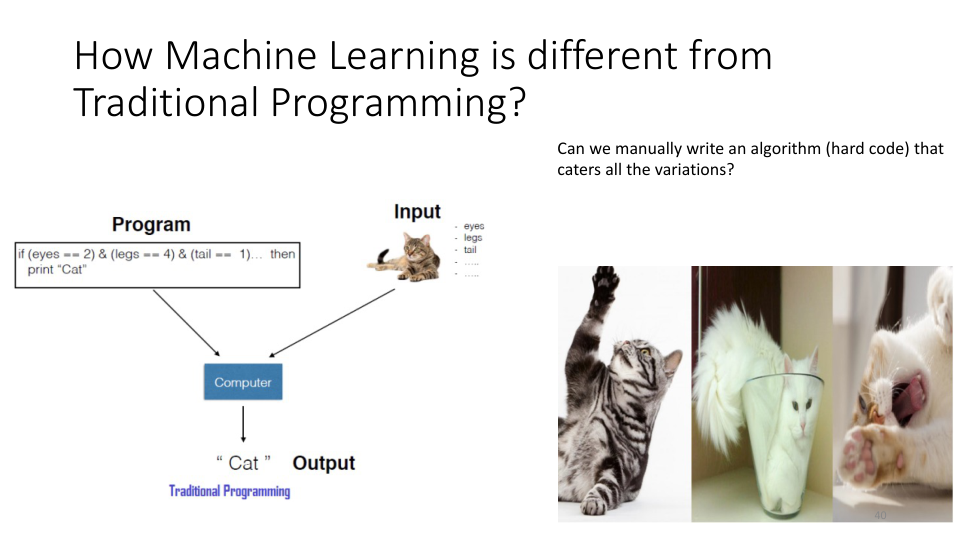 How Machine Learning is different from
Traditional Programming?
Can we manually write an algorithm (hard code) that
caters all the variations?
Program
if (eyes == 2) & (legs == 4) & (tail == 1)... then
print "Cat"
Input
- eyes
- legs
- tail
- .....
- .....
Computer
“ Cat ” Output
Traditional Programming
40